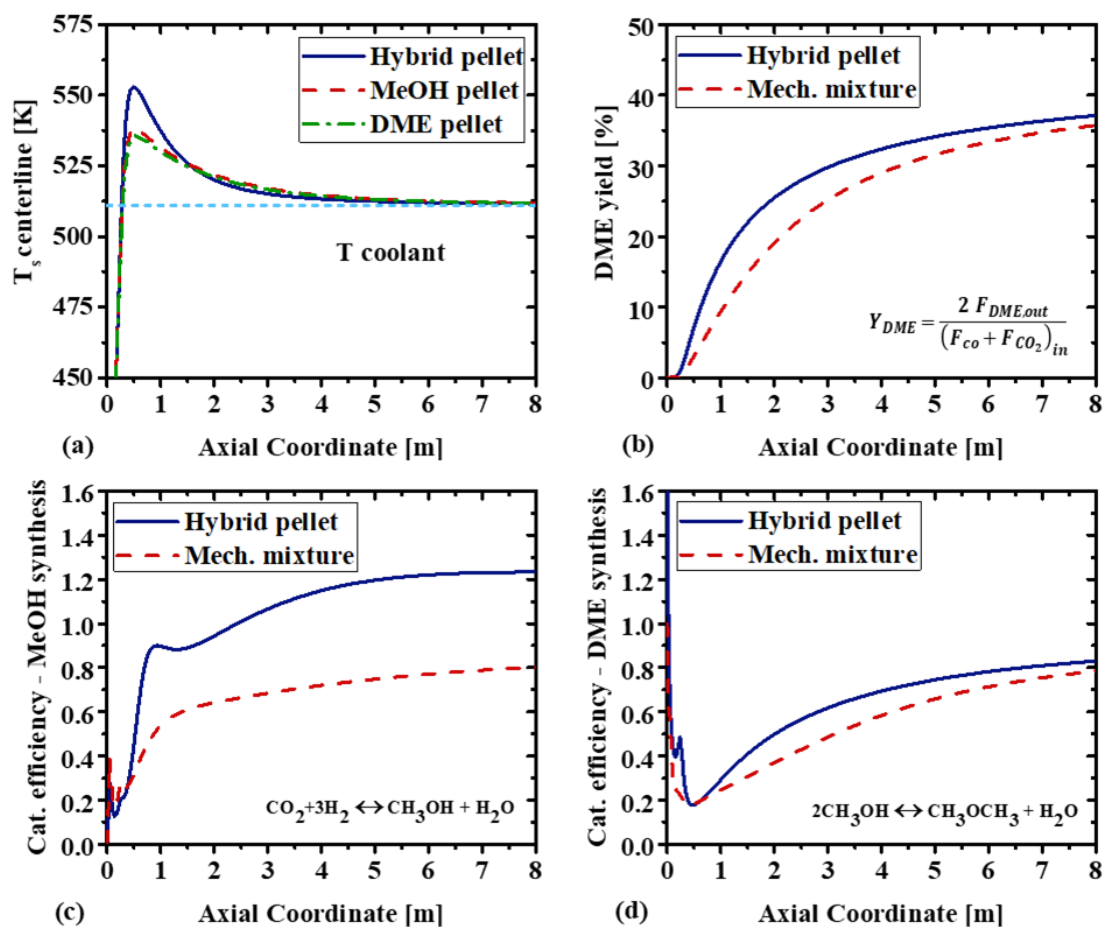 575
550
525
500
475
450
T_s centerline [K]
Hybrid pellet
MeOH pellet
DME pellet
T coolant
0 1 2 3 4 5 6 7 8
(a) Axial Coordinate [m]
50
40
30
20
10
0
DME yield [%]
Hybrid pellet
Mech. mixture
Y_DME = 2 F_DME,out / (F_co + F_CO2)_in
0 1 2 3 4 5 6 7 8
(b) Axial Coordinate [m]
1.6
1.4
1.2
1.0
0.8
0.6
0.4
0.2
0.0
Cat. efficiency - MeOH synthesis
Hybrid pellet
Mech. mixture
CO2+3H2 ↔ CH3OH + H2O
0 1 2 3 4 5 6 7 8
(c) Axial Coordinate [m]
1.6
1.4
1.2
1.0
0.8
0.6
0.4
0.2
0.0
Cat. efficiency - DME synthesis
Hybrid pellet
Mech. mixture
2CH3OH ↔ CH3OCH3 + H2O
0 1 2 3 4 5 6 7 8
(d) Axial Coordinate [m]